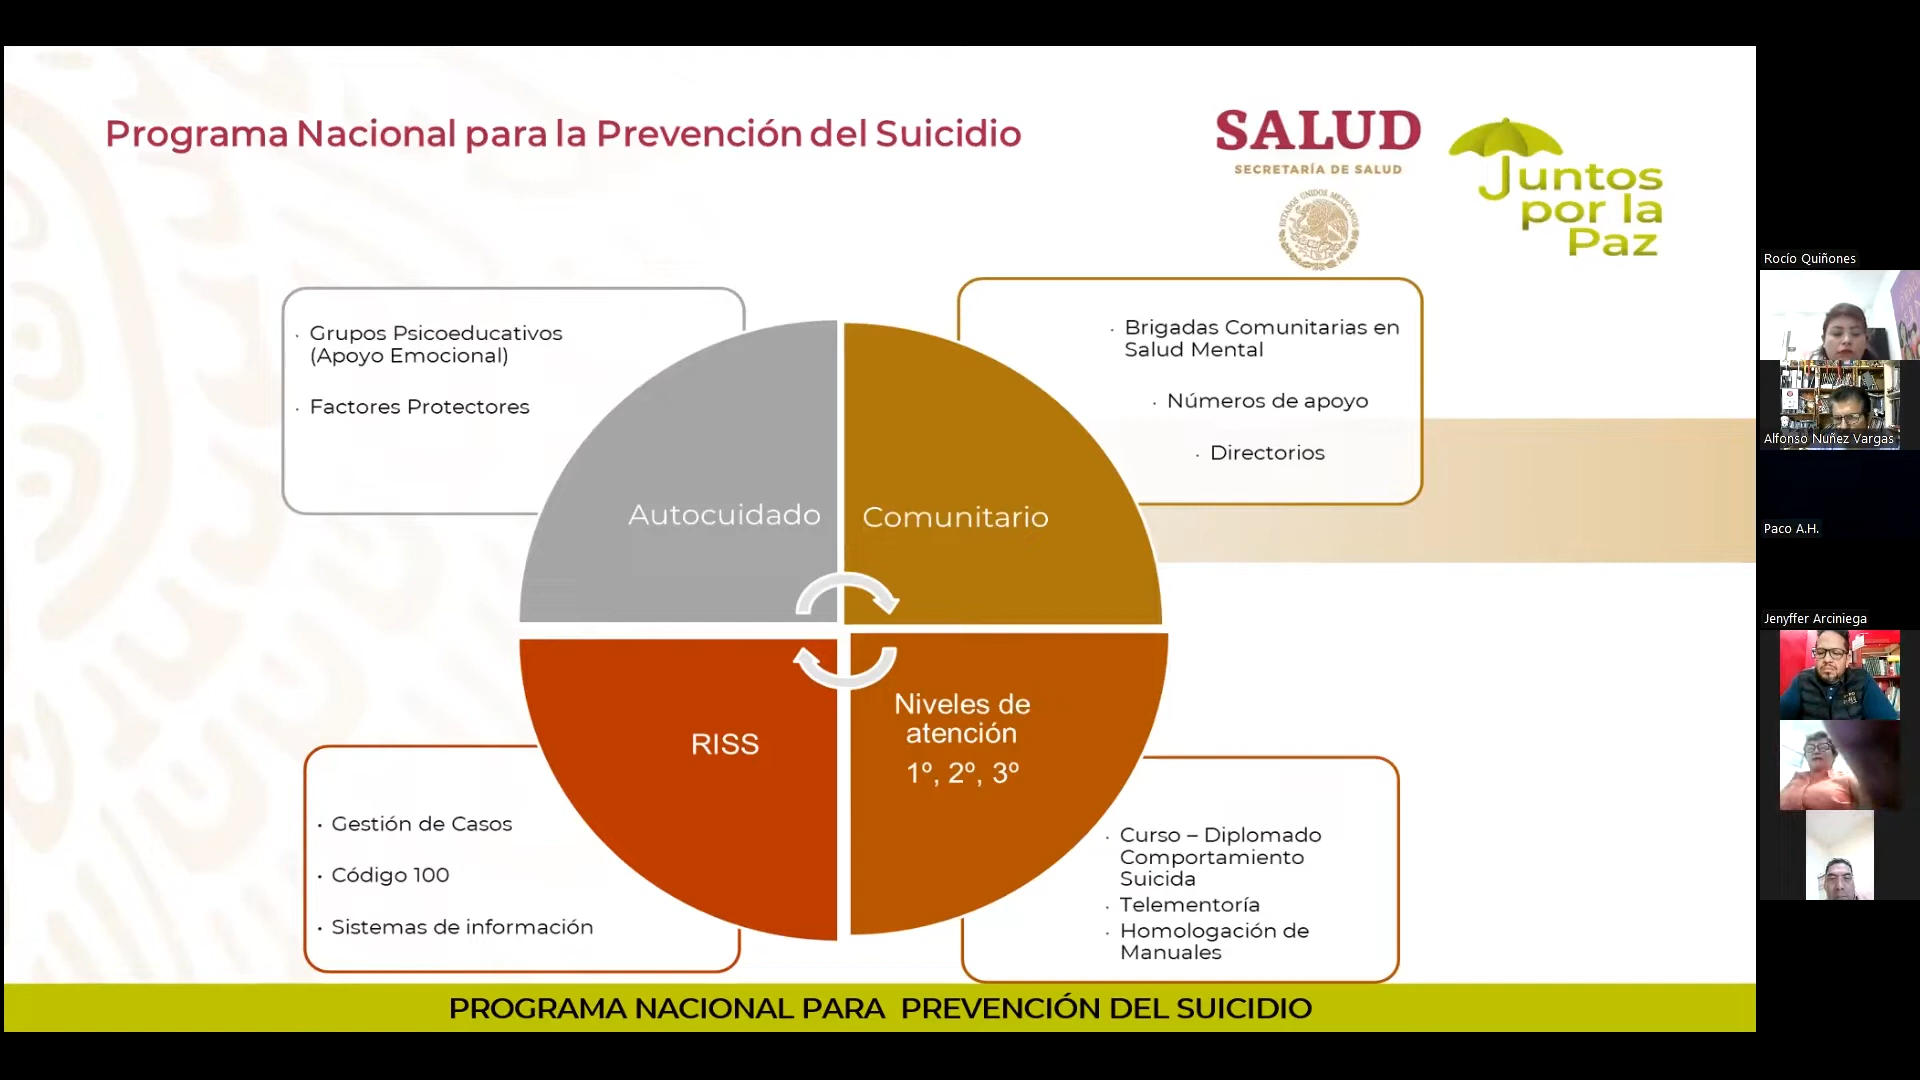 Programa Nacional para la Prevención del Suicidio
SALUD
SECRETARÍA DE SALUD
ESTADOS UNIDOS MEXICANOS
Juntos
por la
Paz
· Grupos Psicoeducativos
(Apoyo Emocional)
· Factores Protectores
· Brigadas Comunitarias en
Salud Mental
· Números de apoyo
· Directorios
Autocuidado
Comunitario
RISS
Niveles de
atención
1º, 2º, 3º
· Gestión de Casos
· Código 100
· Sistemas de información
· Curso – Diplomado
Comportamiento
Suicida
· Telementoría
· Homologación de
Manuales
PROGRAMA NACIONAL PARA PREVENCIÓN DEL SUICIDIO
Rocío Quiñones
Alfonso Nuñez Vargas
Paco A.H.
Jenyffer Arciniega